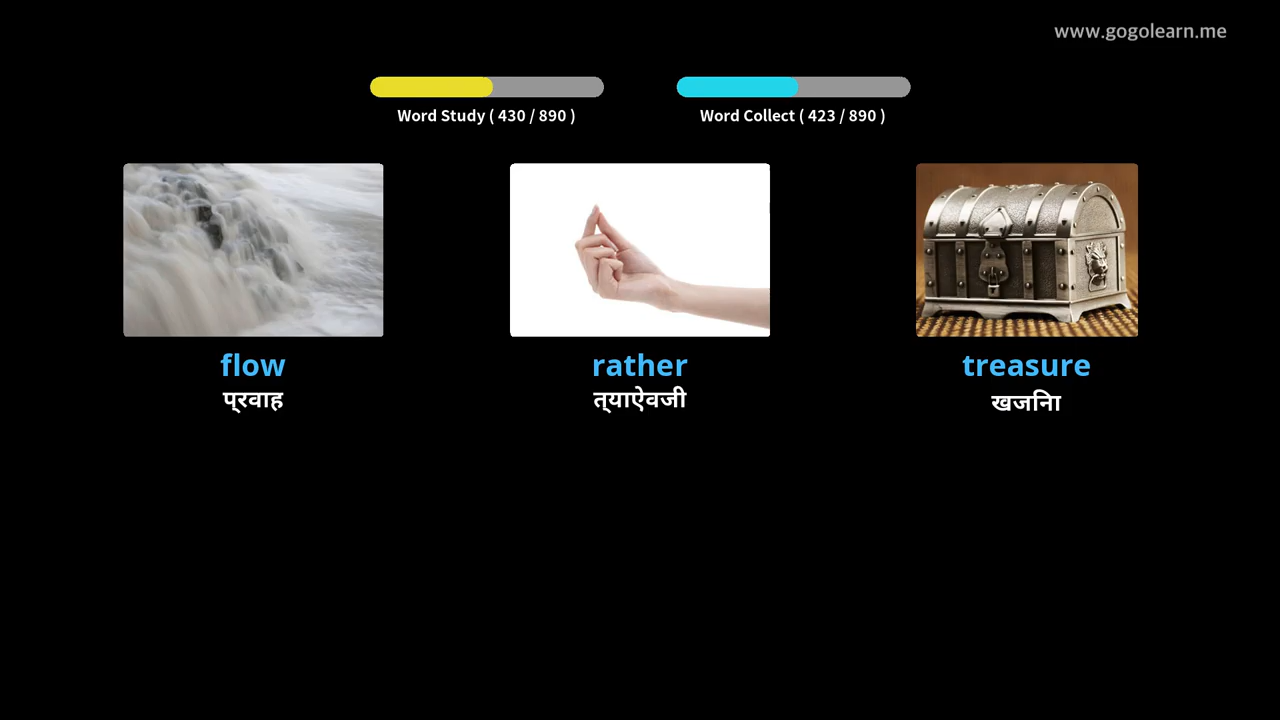 www.gogolearn.me
Word Study ( 430 / 890 )
Word Collect ( 423 / 890 )
flow
rather
treasure
प्रवाह
त्याऐवजी
खजिना